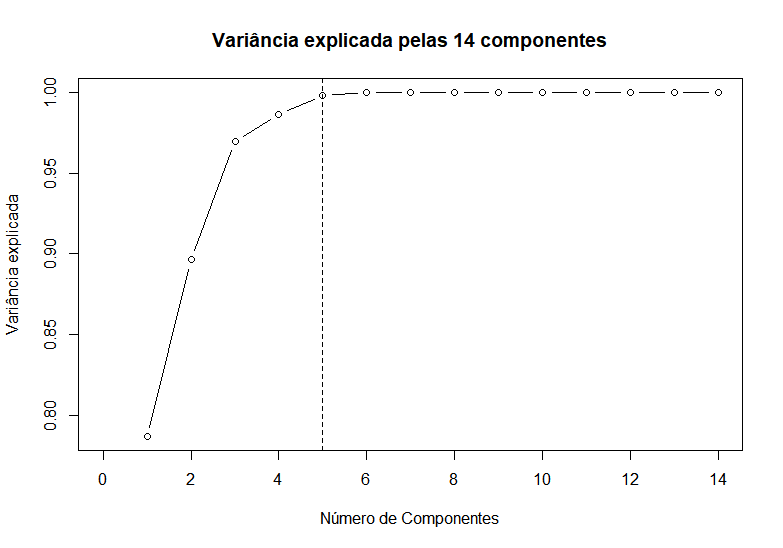 Variância explicada pelas 14 componentes
Variância explicada
1.00
0.95
0.90
0.85
0.80
0 2 4 6 8 10 12 14
Número de Componentes